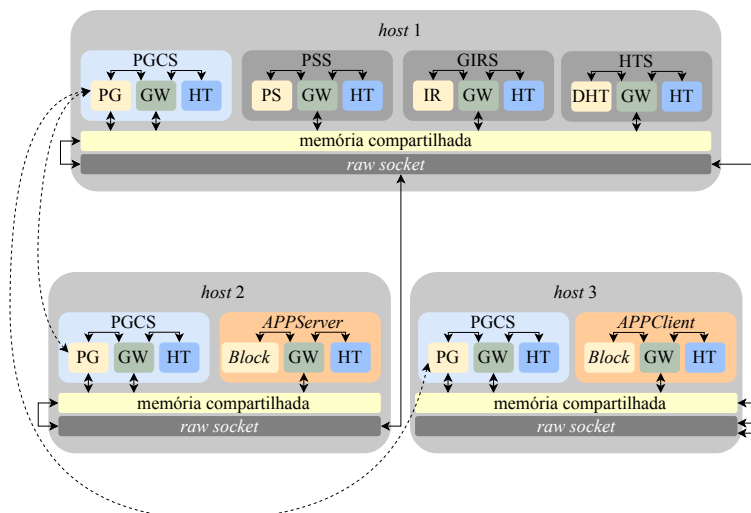 host 1
PGCS PSS GIRS HTS
PG GW HT PS GW HT IR GW HT DHT GW HT
memória compartilhada
raw socket
host 2 host 3
PGCS APPServer PGCS APPClient
PG GW HT Block GW HT PG GW HT Block GW HT
memória compartilhada memória compartilhada
raw socket raw socket